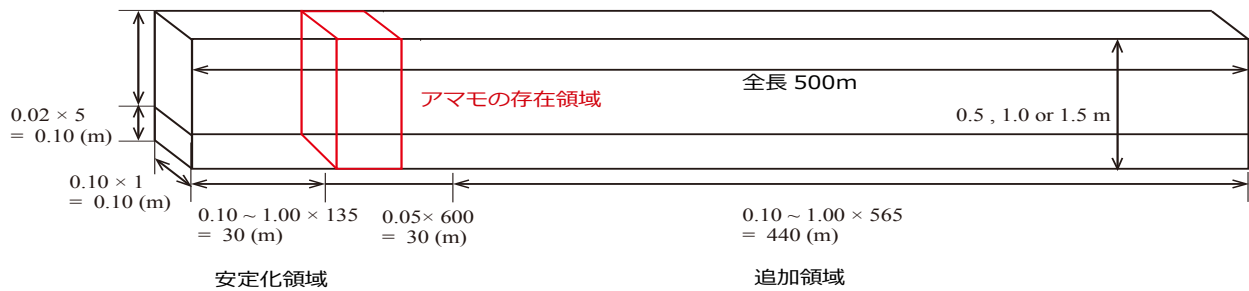 全長 500m
アマモの存在領域
0.5 , 1.0 or 1.5 m
0.02 × 5
= 0.10 (m)
0.10 × 1
= 0.10 (m)
0.10 ~ 1.00 × 135
= 30 (m)
0.05× 600
= 30 (m)
0.10 ~ 1.00 × 565
= 440 (m)
安定化領域
追加領域